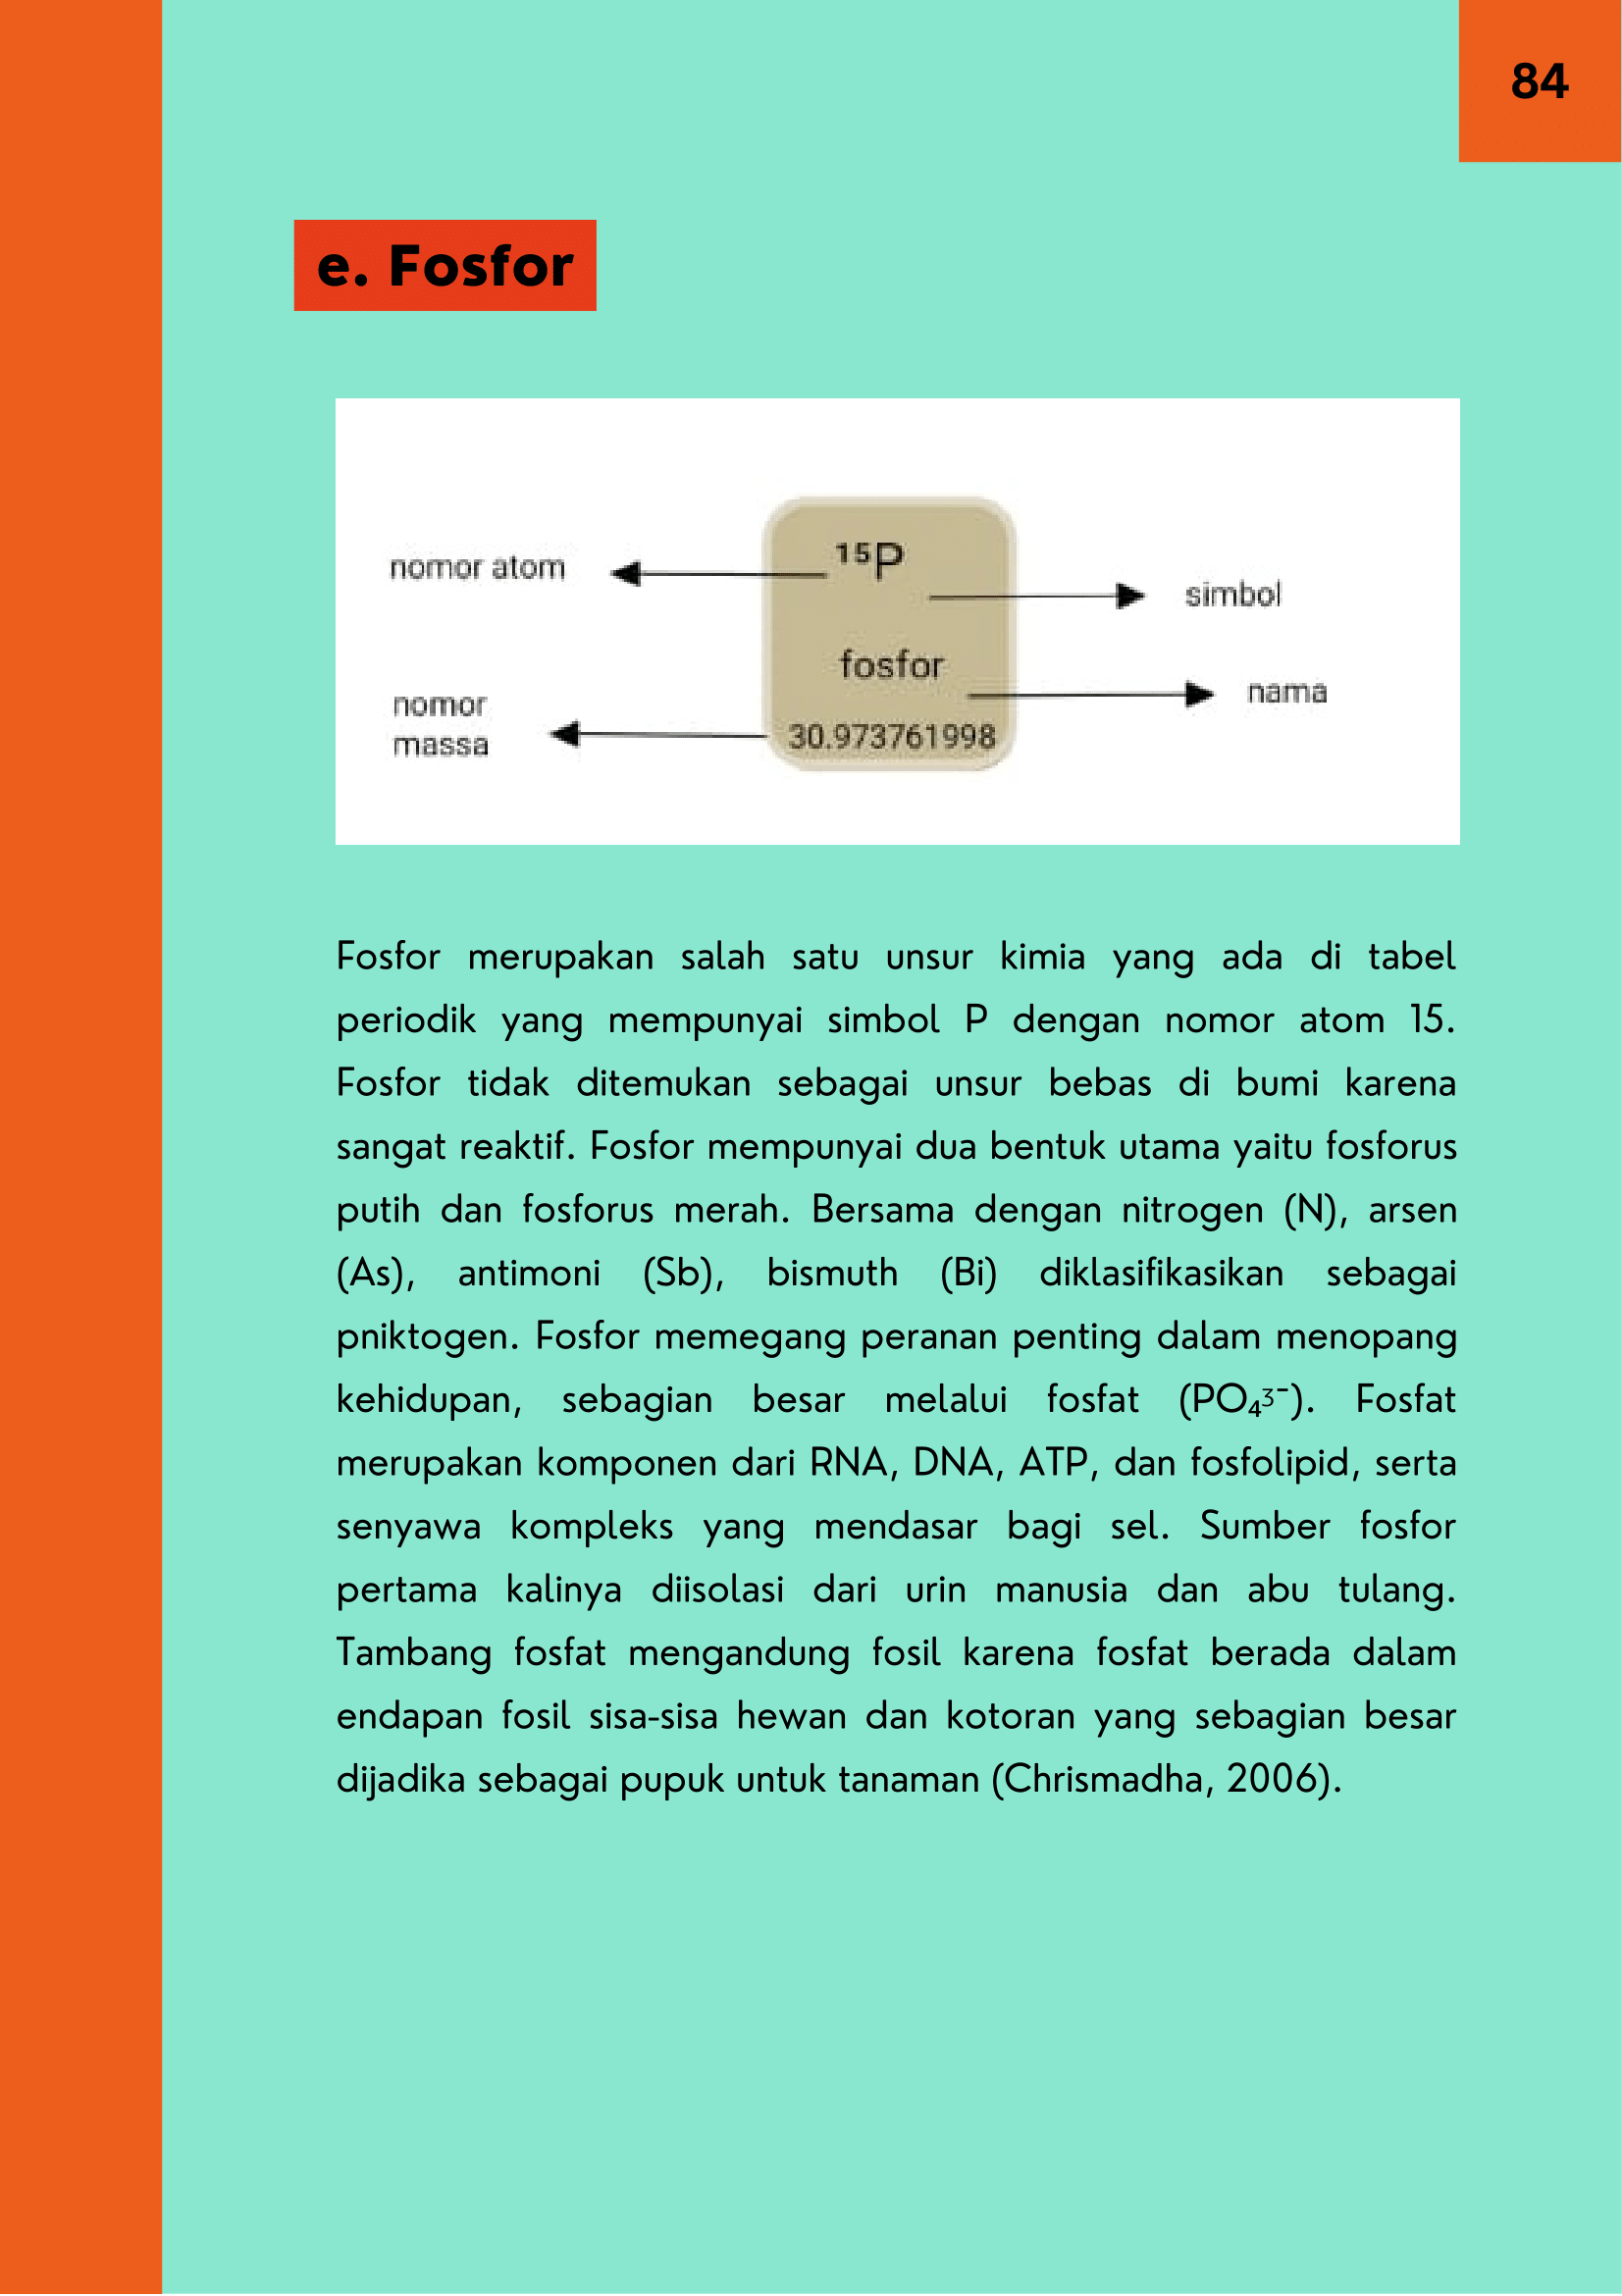 84
e. Fosfor
nomor atom
¹⁵P
simbol
fosfor
nama
nomor
massa
30.973761998
Fosfor merupakan salah satu unsur kimia yang ada di tabel
periodik yang mempunyai simbol P dengan nomor atom 15.
Fosfor tidak ditemukan sebagai unsur bebas di bumi karena
sangat reaktif. Fosfor mempunyai dua bentuk utama yaitu fosforus
putih dan fosforus merah. Bersama dengan nitrogen (N), arsen
(As), antimoni (Sb), bismuth (Bi) diklasifikasikan sebagai
pniktogen. Fosfor memegang peranan penting dalam menopang
kehidupan, sebagian besar melalui fosfat (PO₄³⁻). Fosfat
merupakan komponen dari RNA, DNA, ATP, dan fosfolipid, serta
senyawa kompleks yang mendasar bagi sel. Sumber fosfor
pertama kalinya diisolasi dari urin manusia dan abu tulang.
Tambang fosfat mengandung fosil karena fosfat berada dalam
endapan fosil sisa-sisa hewan dan kotoran yang sebagian besar
dijadika sebagai pupuk untuk tanaman (Chrismadha, 2006).